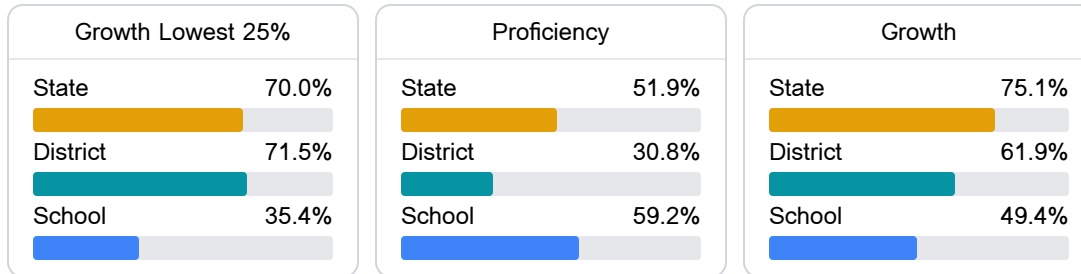 Growth Lowest 25%
State 70.0%
District 71.5%
School 35.4%
Proficiency
State 51.9%
District 30.8%
School 59.2%
Growth
State 75.1%
District 61.9%
School 49.4%